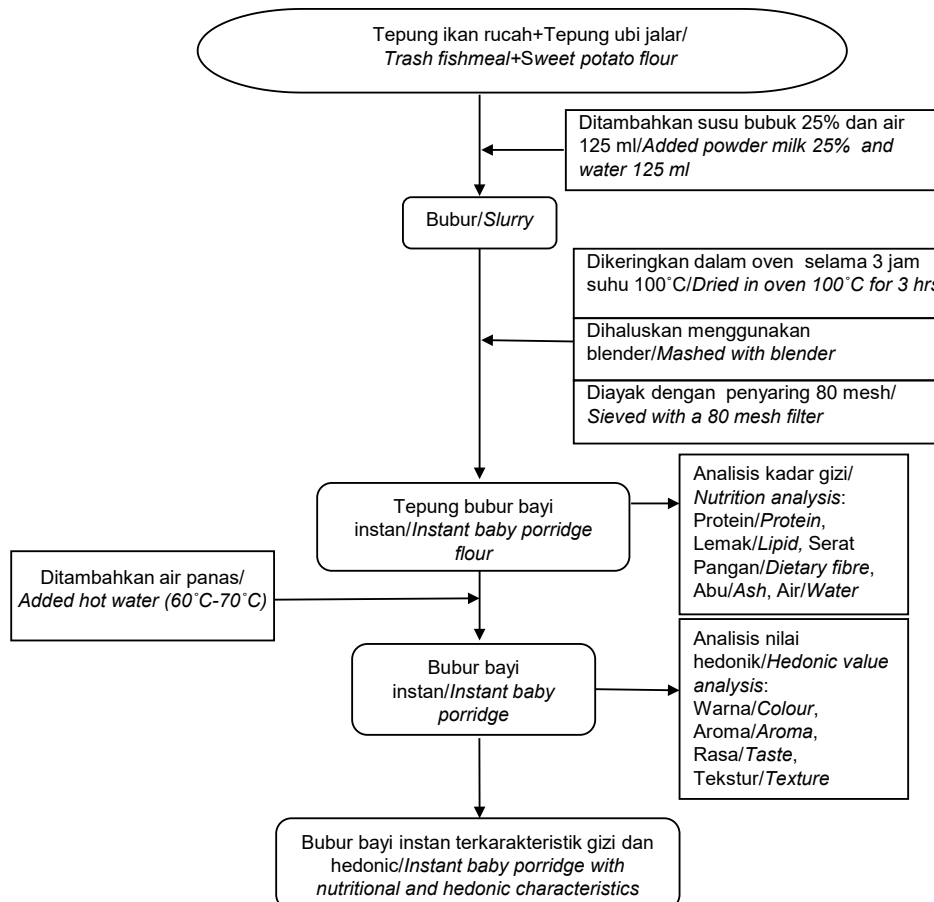 Tepung ikan rucah+Tepung ubi jalar/
Trash fishmeal+Sweet potato flour
Ditambahkan susu bubuk 25% dan air
125 ml/Added powder milk 25% and
water 125 ml
Bubur/Slurry
Dikeringkan dalam oven selama 3 jam
suhu 100˚C/Dried in oven 100˚C for 3 hrs
Dihaluskan menggunakan
blender/Mashed with blender
Diayak dengan penyaring 80 mesh/
Sieved with a 80 mesh filter
Tepung bubur bayi
instan/Instant baby porridge
flour
Analisis kadar gizi/
Nutrition analysis:
Protein/Protein,
Lemak/Lipid, Serat
Pangan/Dietary fibre,
Abu/Ash, Air/Water
Ditambahkan air panas/
Added hot water (60˚C-70˚C)
Bubur bayi
instan/Instant baby
porridge
Analisis nilai
hedonik/Hedonic value
analysis:
Warna/Colour,
Aroma/Aroma,
Rasa/Taste,
Tekstur/Texture
Bubur bayi instan terkarakteristik gizi dan
hedonic/Instant baby porridge with
nutritional and hedonic characteristics